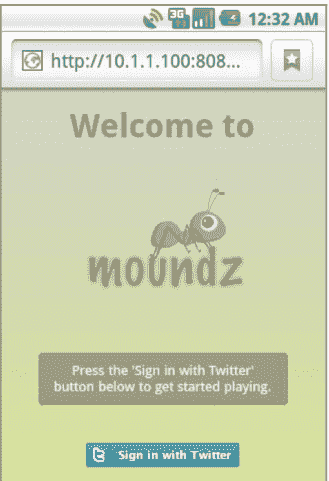 3G
12:32 AM
http://10.1.1.100:808...
Welcome to
moundz
Press the 'Sign in with Twitter'
button below to get started playing.
Sign in with Twitter